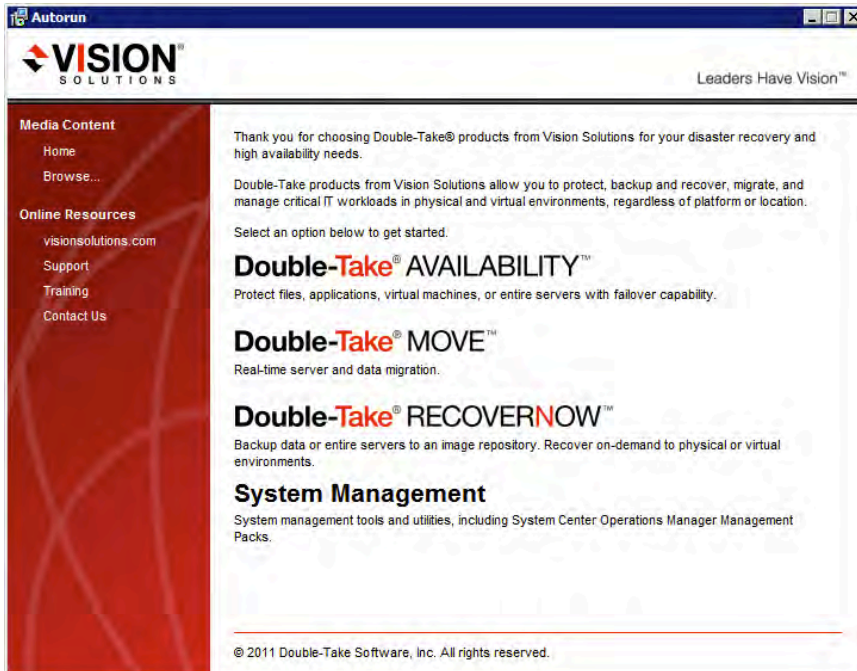 Autorun
VISION®
SOLUTIONS
Leaders Have Vision™
Media Content
Home
Browse...
Online Resources
visionsolutions.com
Support
Training
Contact Us
Thank you for choosing Double-Take® products from Vision Solutions for your disaster recovery and
high availability needs.
Double-Take products from Vision Solutions allow you to protect, backup and recover, migrate, and
manage critical IT workloads in physical and virtual environments, regardless of platform or location.
Select an option below to get started.
Double-Take® AVAILABILITY™
Protect files, applications, virtual machines, or entire servers with failover capability.
Double-Take® MOVE™
Real-time server and data migration.
Double-Take® RECOVERNOW™
Backup data or entire servers to an image repository. Recover on-demand to physical or virtual
environments.
System Management
System management tools and utilities, including System Center Operations Manager Management
Packs.
© 2011 Double-Take Software, Inc. All rights reserved.